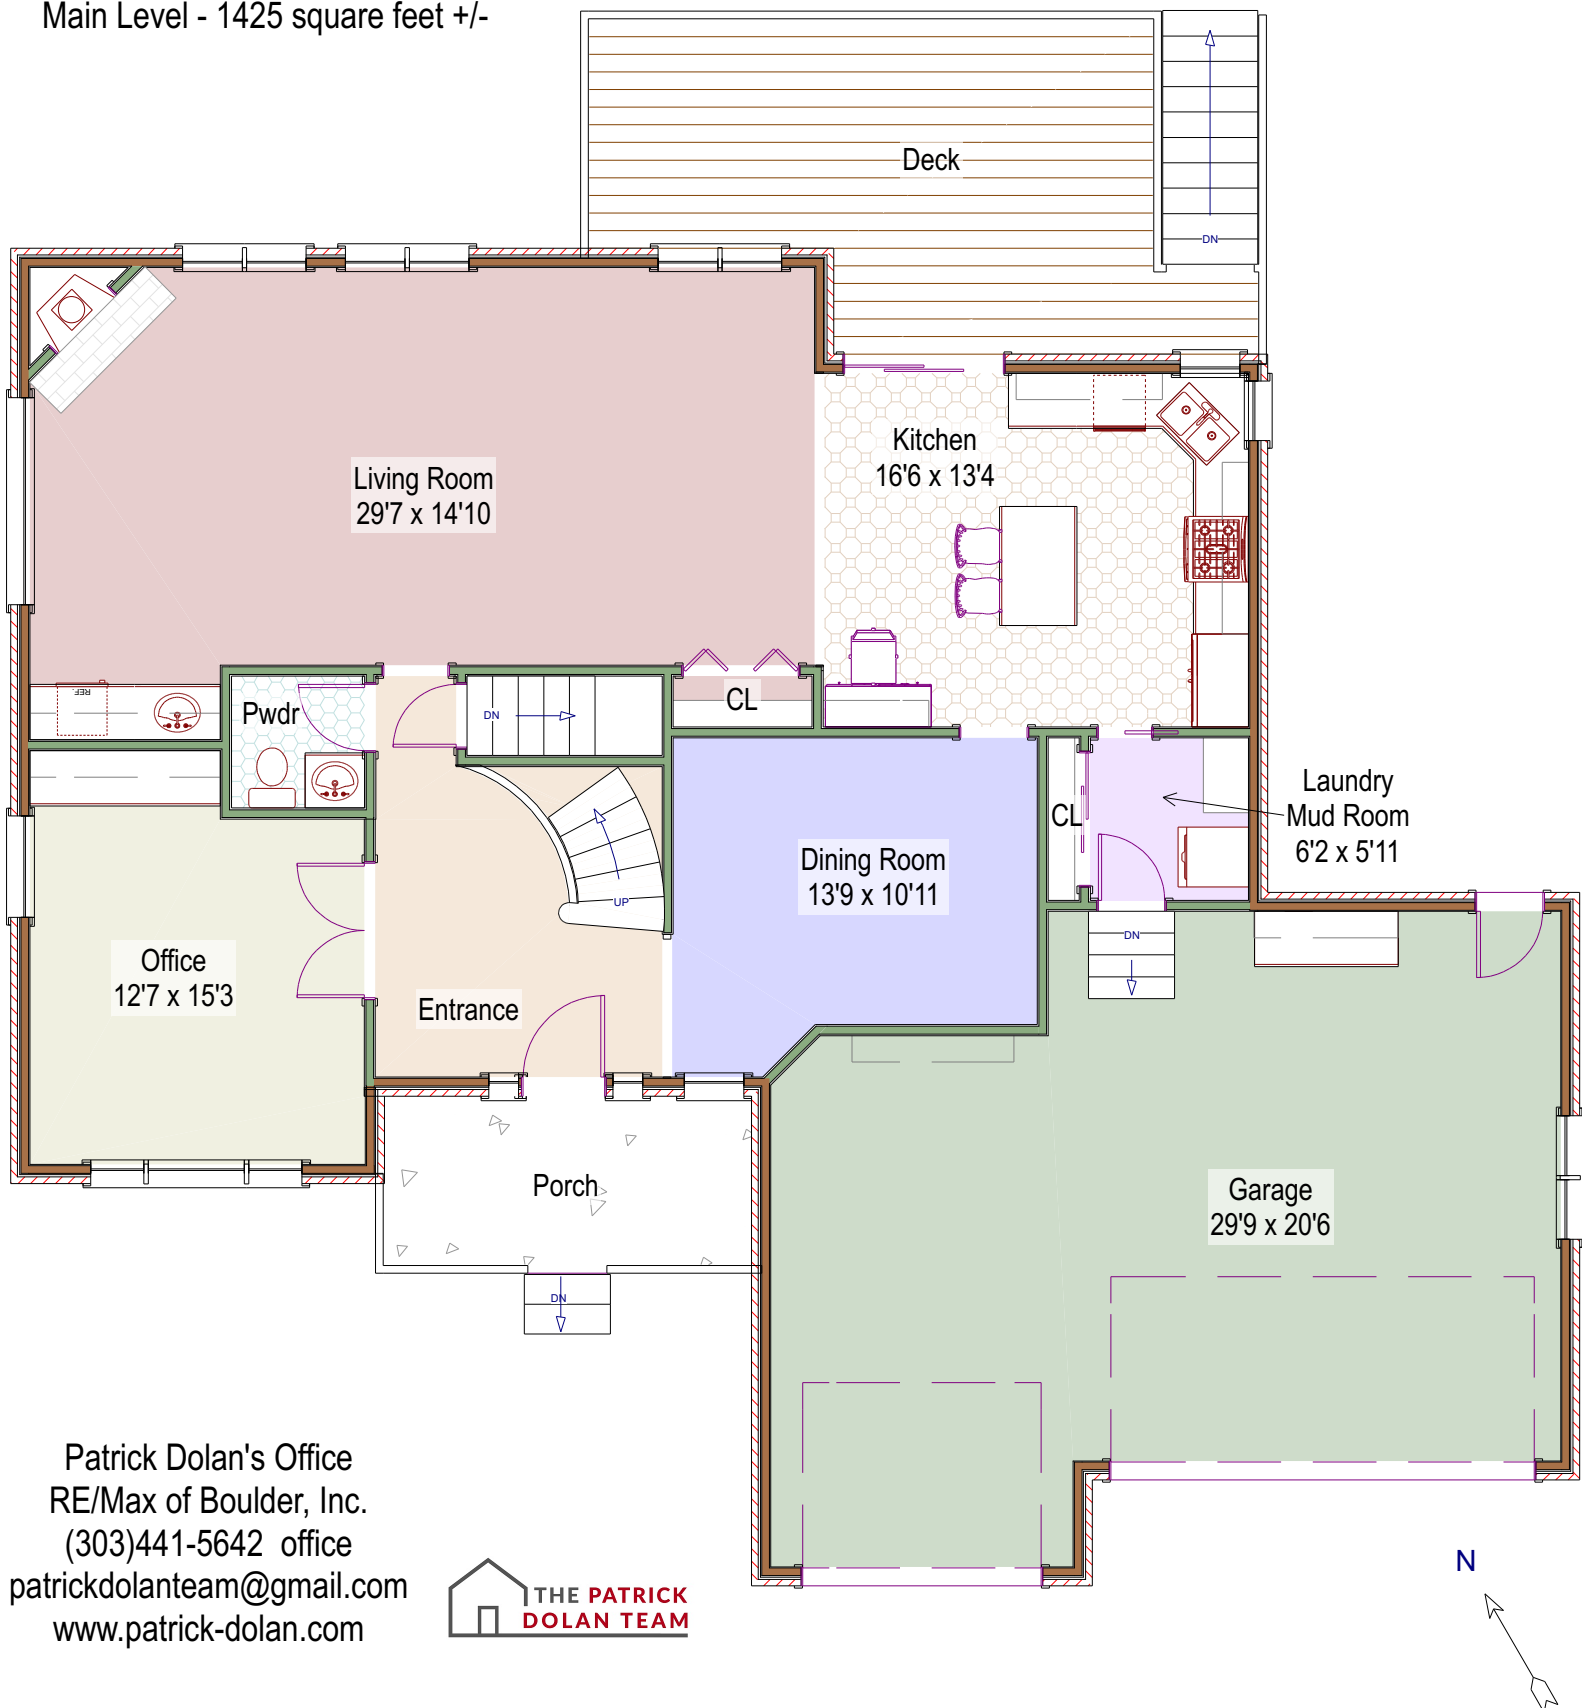 Main Level - 1425 square feet +/-
Deck
DN
Kitchen
16'6 x 13'4
Living Room
29'7 x 14'10
REF.
Pwdr
DN
CL
Laundry
Mud Room
6'2 x 5'11
CL
Dining Room
13'9 x 10'11
UP
DN
Office
12'7 x 15'3
Entrance
Porch
Garage
29'9 x 20'6
DN
Patrick Dolan's Office
RE/Max of Boulder, Inc.
(303)441-5642 office
patrickdolanteam@gmail.com
www.patrick-dolan.com
THE PATRICK
DOLAN TEAM
N